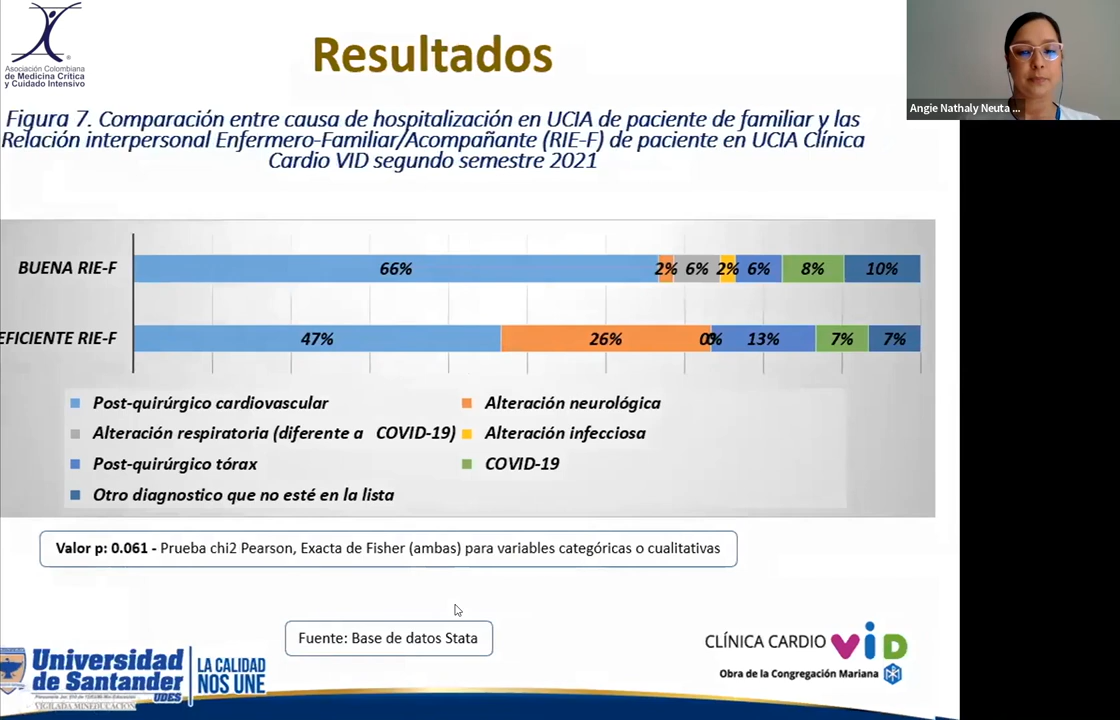 Asociación Colombiana
de Medicina Crítica
y Cuidado Intensivo
Resultados
Angie Nathaly Neuta ...
Figura 7. Comparación entre causa de hospitalización en UCIA de paciente de familiar y las
Relación interpersonal Enfermero-Familiar/Acompañante (RIE-F) de paciente en UCIA Clínica
Cardio VID segundo semestre 2021
BUENA RIE-F
66%
2%
6%
2%
6%
8%
10%
EFICIENTE RIE-F
47%
26%
0%
13%
7%
7%
Post-quirúrgico cardiovascular
Alteración neurológica
Alteración respiratoria (diferente a COVID-19)
Alteración infecciosa
Post-quirúrgico tórax
COVID-19
Otro diagnostico que no esté en la lista
Valor p: 0.061 - Prueba chi2 Pearson, Exacta de Fisher (ambas) para variables categóricas o cualitativas
Fuente: Base de datos Stata
Universidad
de Santander
UDES
VIGILADA MINEDUCACIÓN
LA CALIDAD
NOS UNE
CLÍNICA CARDIO VID
Obra de la Congregación Mariana